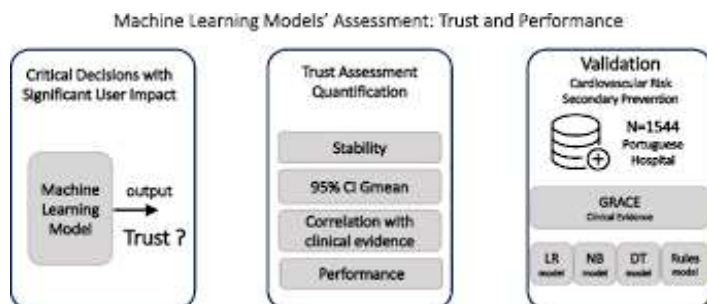 Machine Learning Models' Assessment: Trust and Performance
Critical Decisions with
Significant User Impact
Machine
Learning
Model
output
Trust ?
Trust Assessment
Quantification
Stability
95% CI Gmean
Correlation with
clinical evidence
Performance
Validation
Cardiovascular Risk
Secondary Prevention
N=1544
Portuguese
Hospital
GRACE
Clinical Evidence
LR
model
NB
model
DT
model
Rules
model